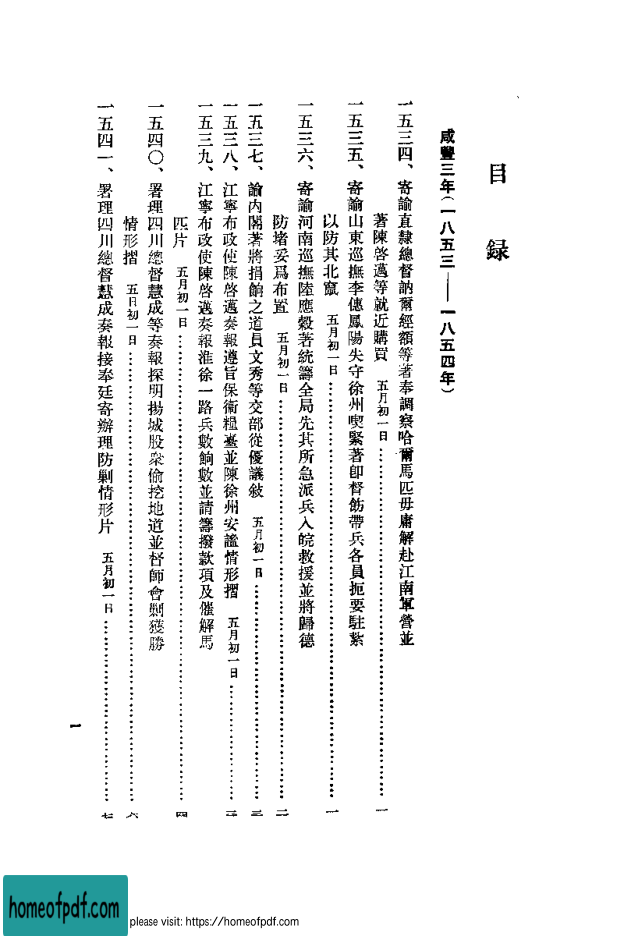 目 録
咸豐三年(一八五三——一八五四年)
一五三四、寄諭直隸總督訥爾經額等著奉調察哈爾馬匹毋庸解赴江南軍營並
著陳啓邁等就近購買 五月初一日…………一
一五三五、寄諭山東巡撫李僡鳳陽失守徐州喫緊著卽督飭帶兵各員扼要駐紮
以防其北竄 五月初一日…………一
一五三六、寄諭河南巡撫陸應穀著統籌全局先其所急派兵入皖救援並將歸德
防堵妥爲布置 五月初一日…………二
一五三七、諭內閣著將捐餉之道員文秀等交部從優議敍 五月初一日…………三
一五三八、江寧布政使陳啓邁奏報遵旨保衛糧臺並陳徐州安謐情形摺 五月初一日…………三
一五三九、江寧布政使陳啓邁奏報淮徐一路兵數餉數並請籌撥款項及催解馬
匹片 五月初一日…………四
一五四〇、署理四川總督慧成等奏報探明揚城股衆偷挖地道並督師會剿獲勝
情形摺 五日初一日…………六
一五四一、署理四川總督慧成奏報接奉廷寄辦理防剿情形片 五月初一日…………七
一
homeofpdf.com
please visit: https://homeofpdf.com